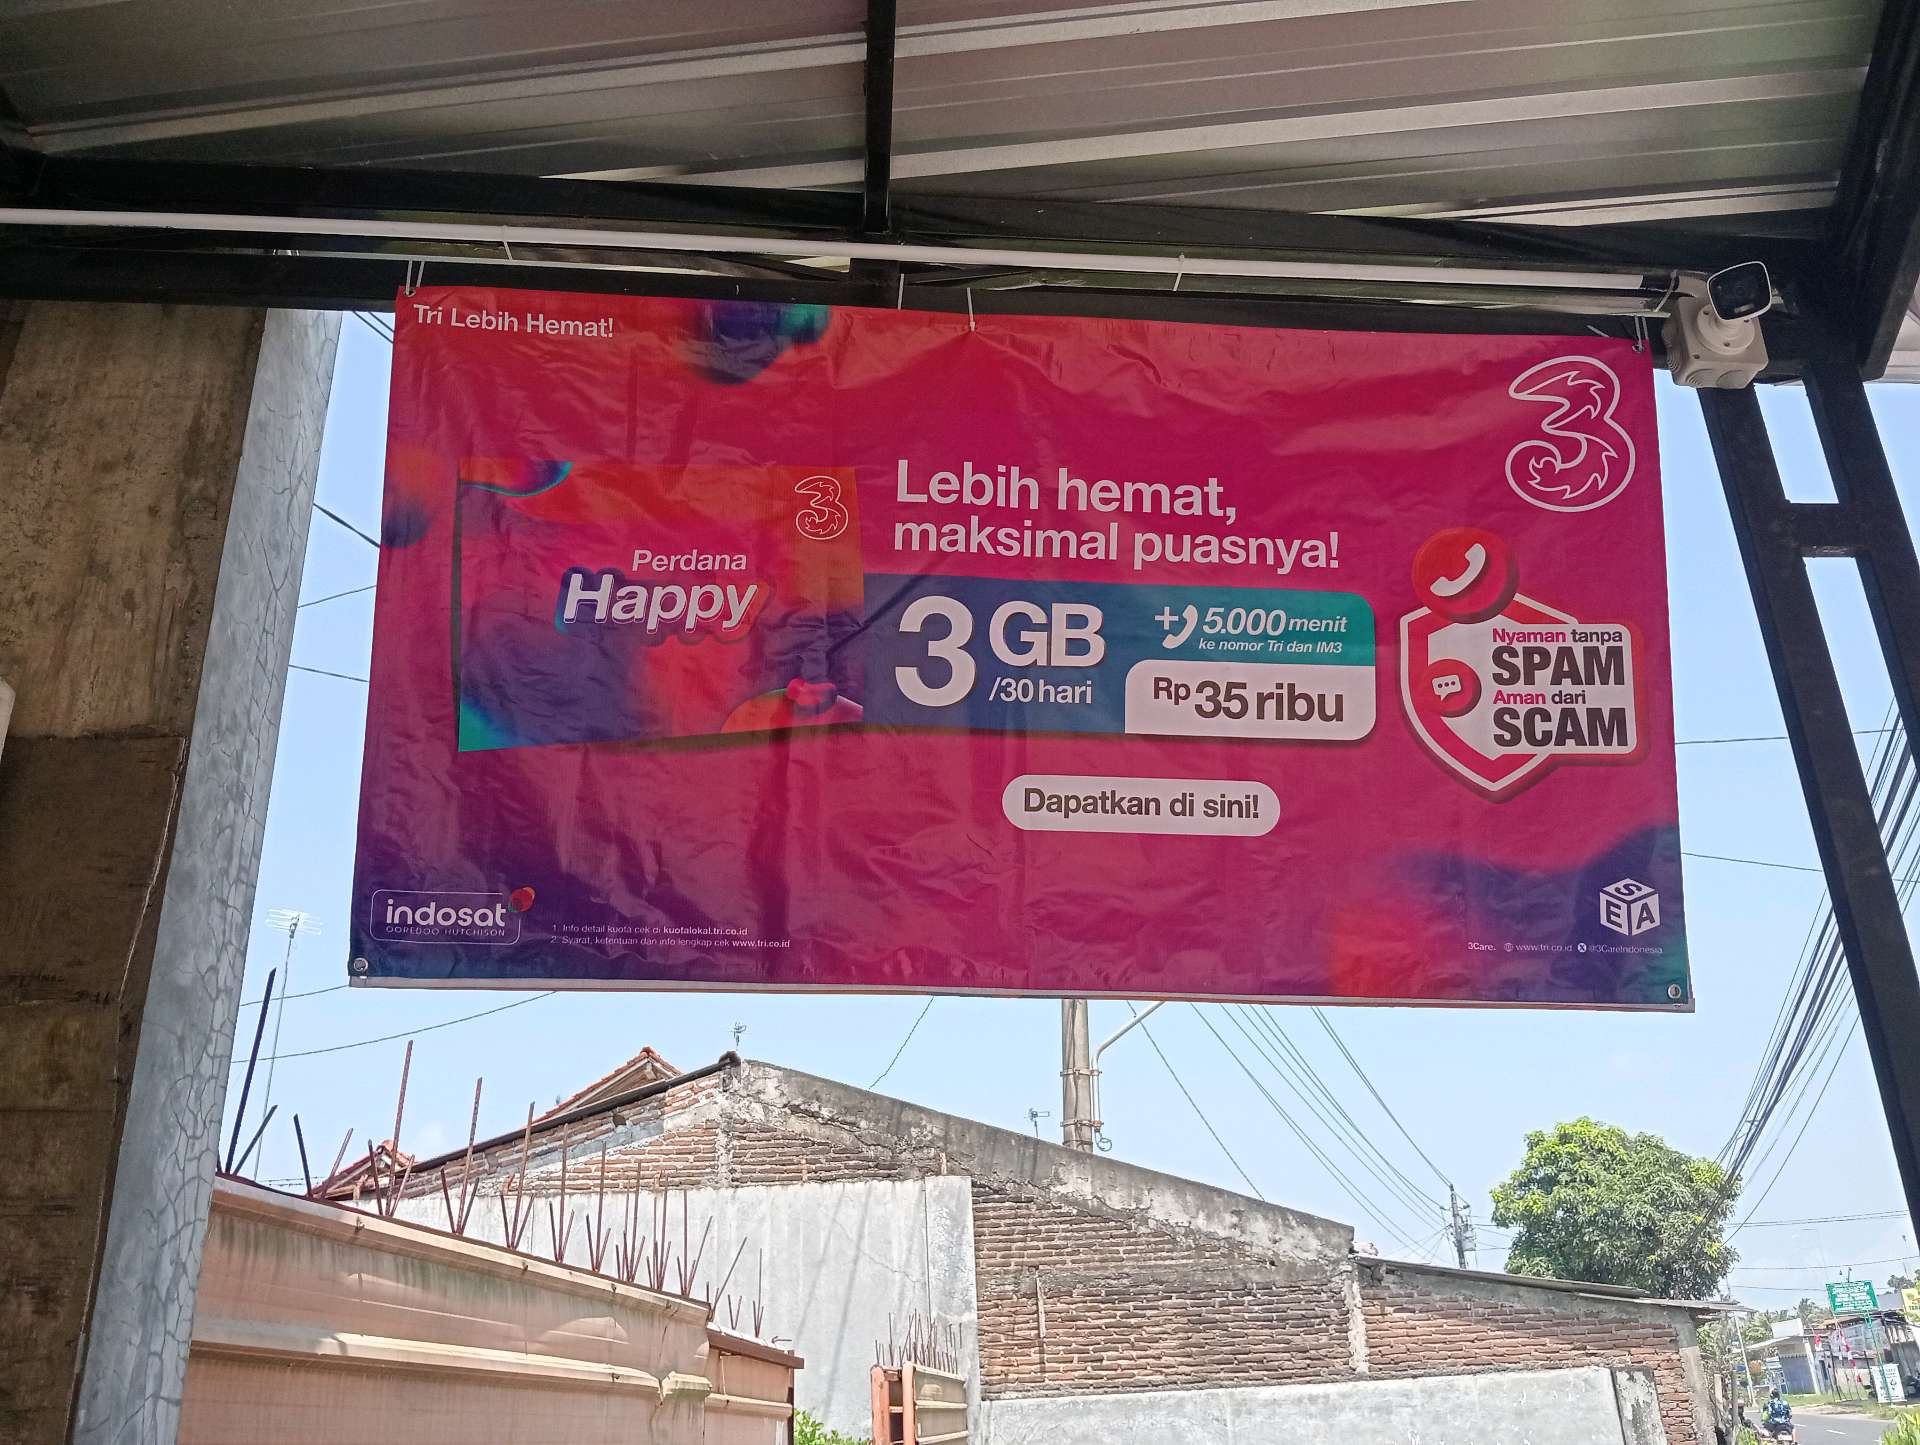 Tri Lebih Hemat!
3
3
Perdana
Happy
Lebih hemat,
maksimal puasnya!
3 GB
/30 hari
+ 5.000 menit
ke nomor Tri dan IM3
Rp 35 ribu
Nyaman tanpa
SPAM
Aman dari
SCAM
Dapatkan di sini!
indosat
OOREDOO HUTCHISON
1. Info detail kuota cek di kuotalokal.tri.co.id
2. Syarat, ketentuan dan info lengkap cek www.tri.co.id
SEA
3Care. www.tri.co.id X @3CareIndonesia